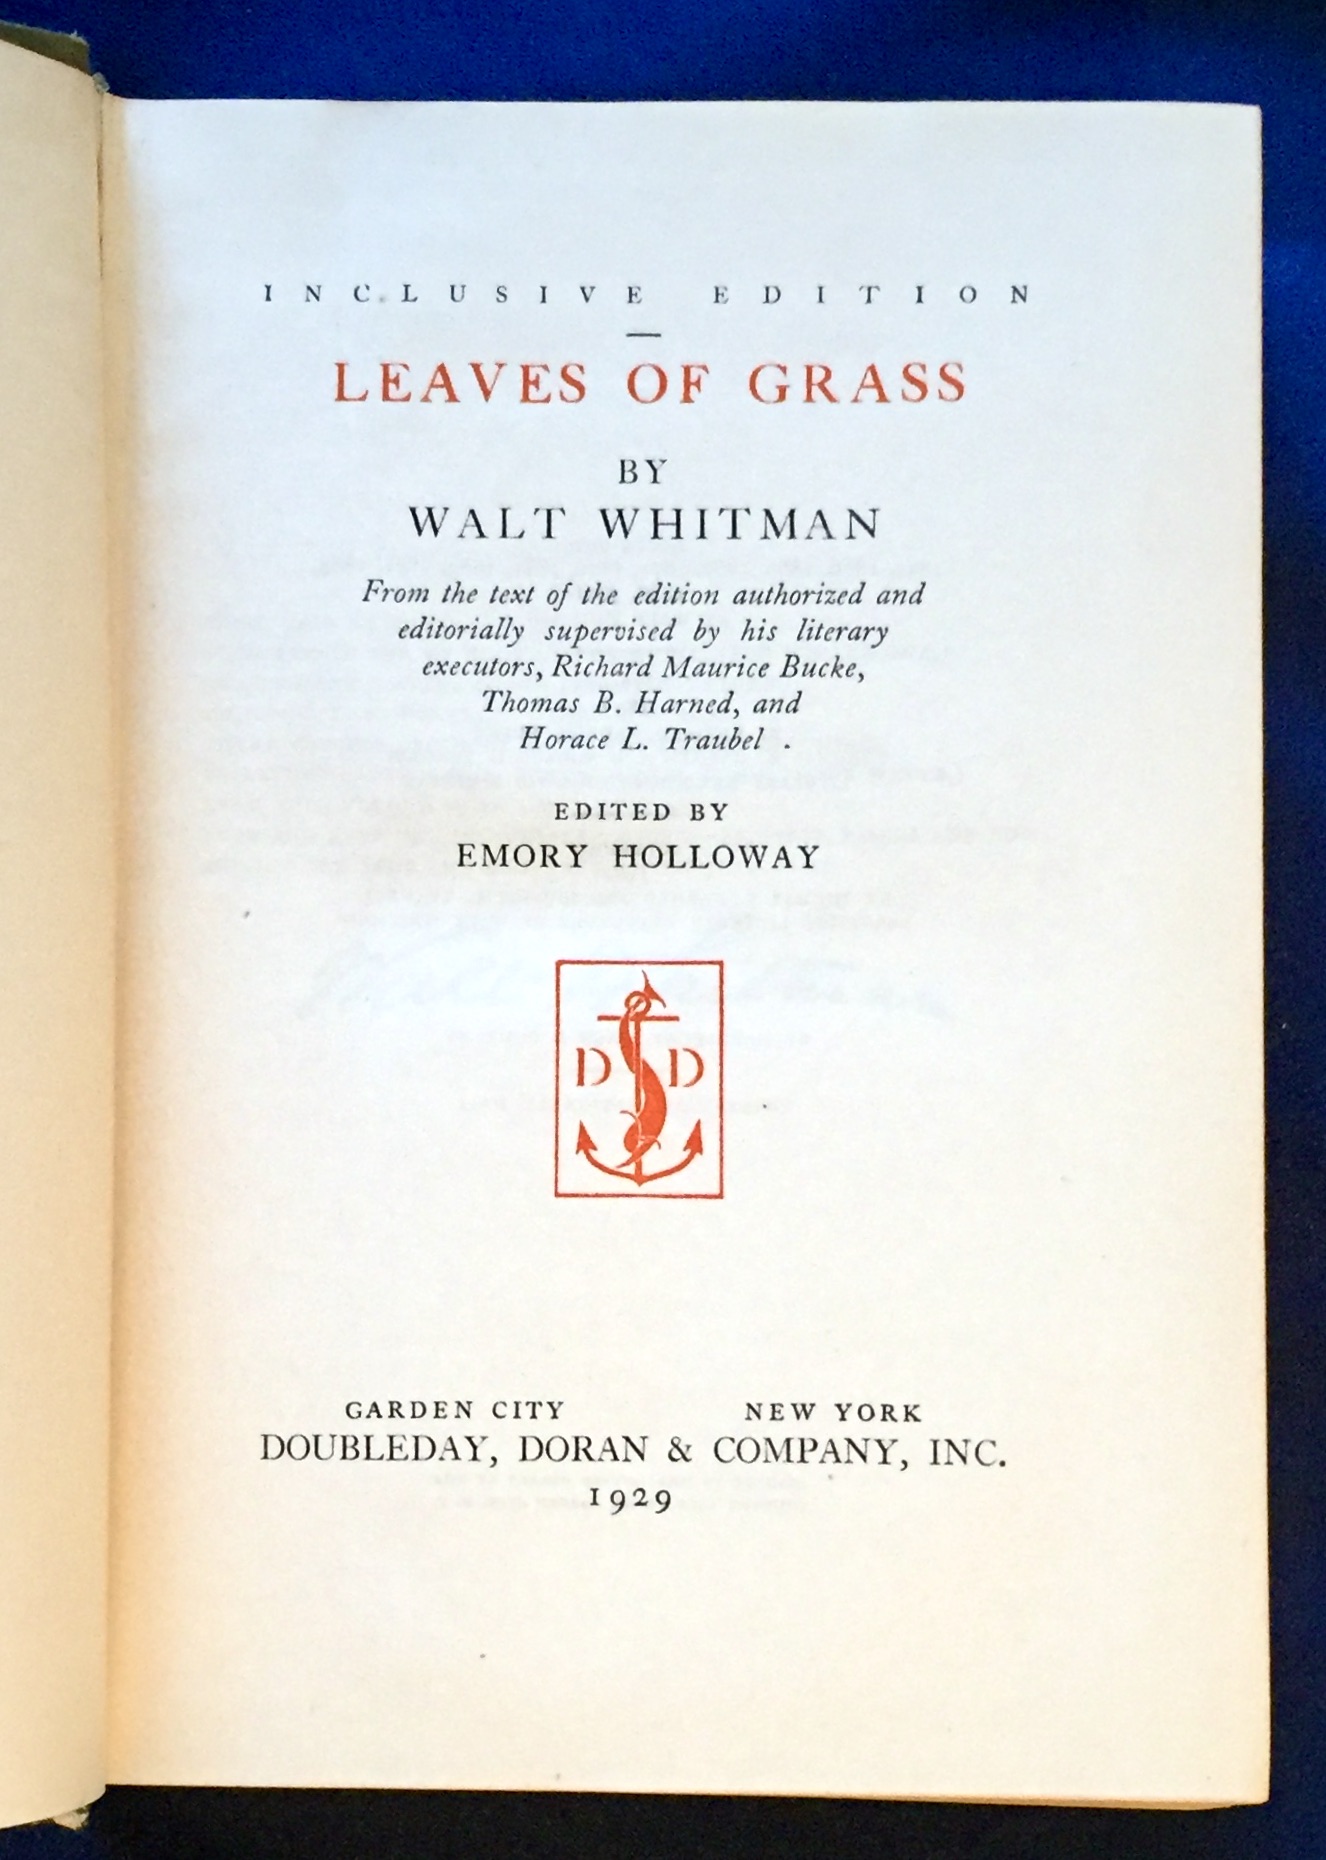 INCLUSIVE EDITION
LEAVES OF GRASS
BY
WALT WHITMAN
From the text of the edition authorized and
editorially supervised by his literary
executors, Richard Maurice Bucke,
Thomas B. Harned, and
Horace L. Traubel .
EDITED BY
EMORY HOLLOWAY
D D
GARDEN CITY NEW YORK
DOUBLEDAY, DORAN & COMPANY, INC.
1929